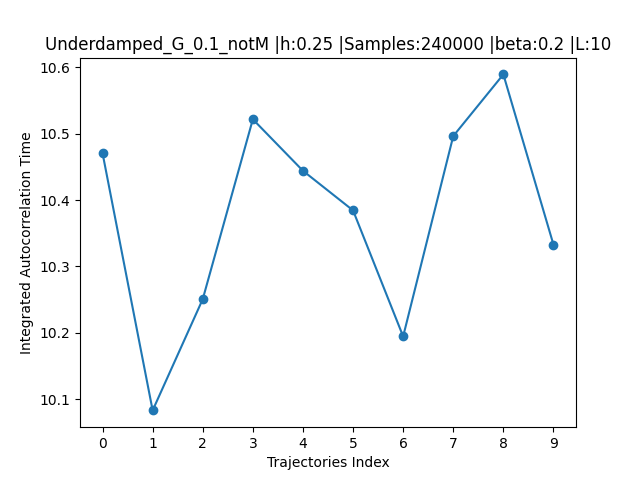 Underdamped_G_0.1_notM |h:0.25 |Samples:240000 |beta:0.2 |L:10
Integrated Autocorrelation Time
10.6
10.5
10.4
10.3
10.2
10.1
0 1 2 3 4 5 6 7 8 9
Trajectories Index